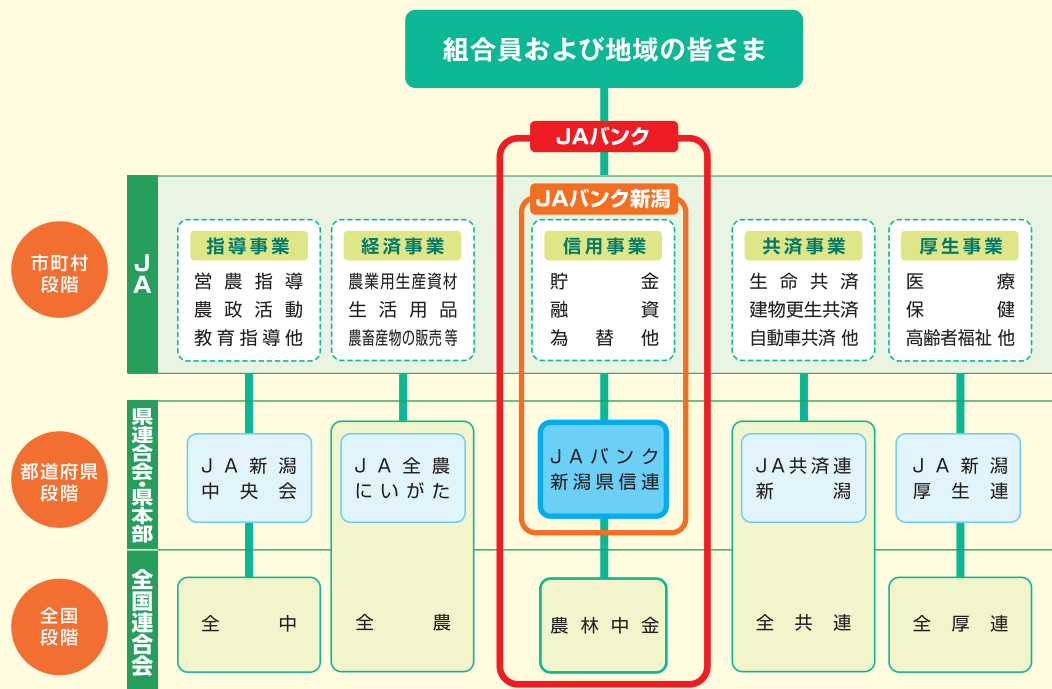 組合員および地域の皆さま
JAバンク
JAバンク新潟
市町村
段階
JA
指導事業
営農指導
農政活動
教育指導他
経済事業
農業用生産資材
生活用品
農畜産物の販売等
信用事業
貯金
融資
為替他
共済事業
生命共済
建物更生共済
自動車共済他
厚生事業
医療
保健
高齢者福祉他
都道府県
段階
県連合会・県本部
JA新潟
中央会
JA全農
にいがた
JAバンク
新潟県信連
JA共済連
新潟
JA新潟
厚生連
全国
段階
全国連合会
全中
全農
農林中金
全共連
全厚連